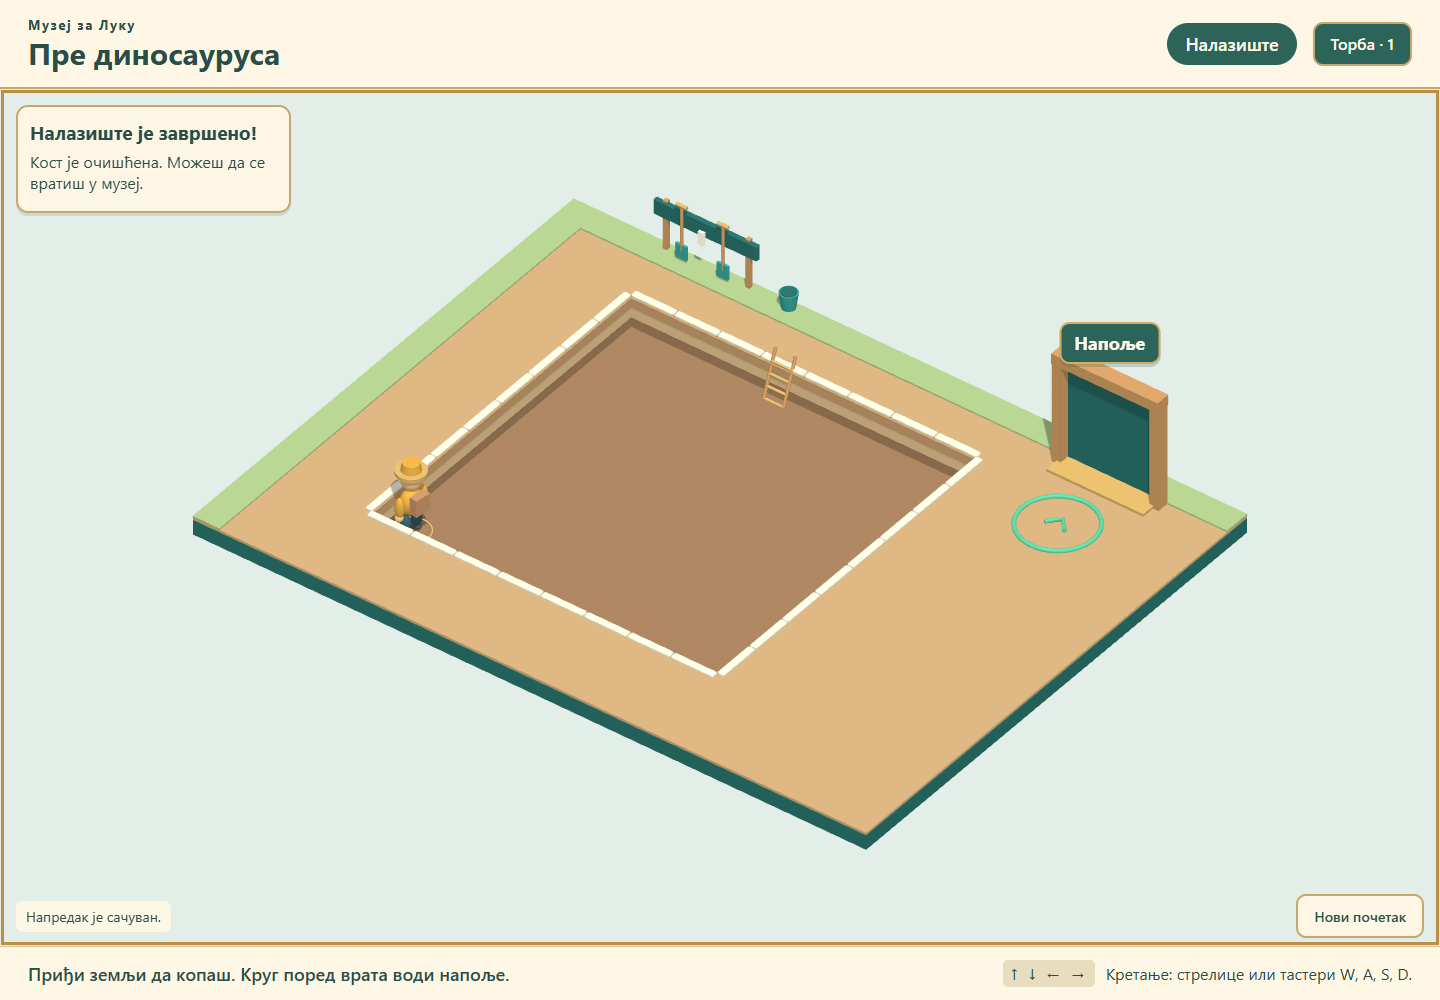 Музеј за Луку
Пре диносауруса
Налазиште
Торба · 1
Налазиште је завршено!
Кост је очишћена. Можеш да се
вратиш у музеј.
Напоље
Напредак је сачуван.
Нови почетак
Приђи земљи да копаш. Круг поред врата води напоље.
↑ ↓ ← → Кретање: стрелице или тастери W, A, S, D.